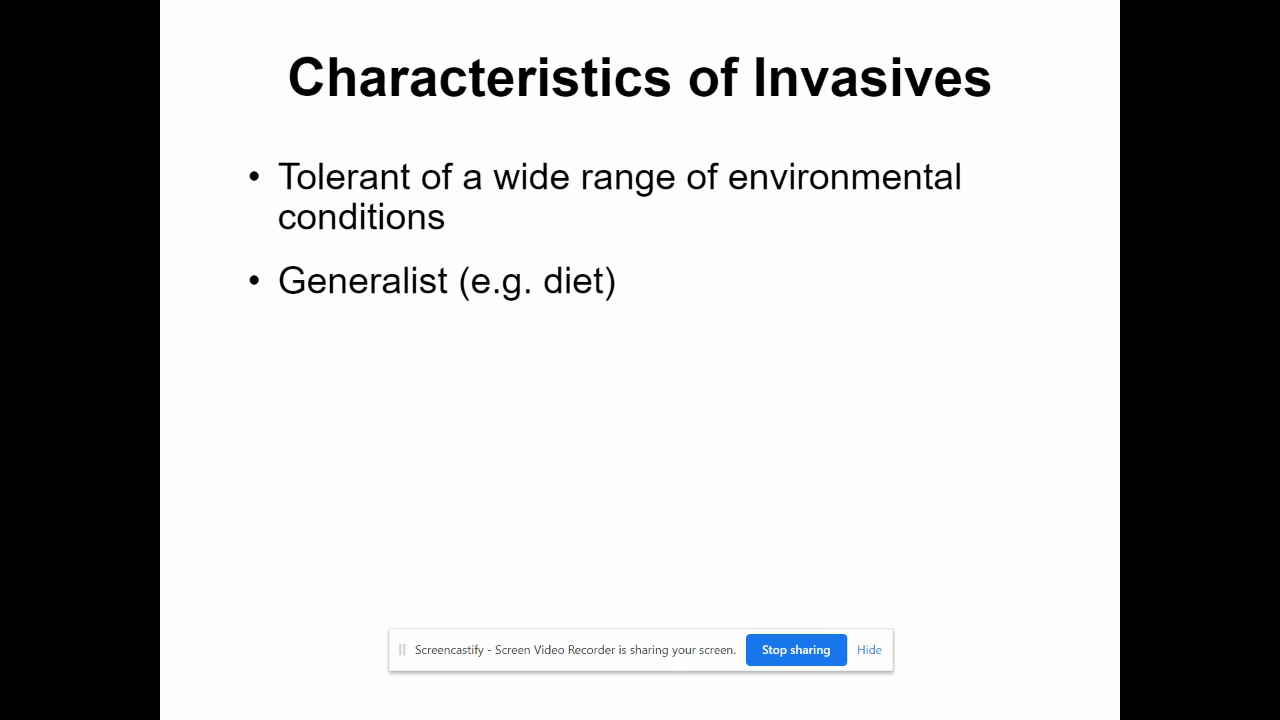 Characteristics of Invasives
• Tolerant of a wide range of environmental
conditions
• Generalist (e.g. diet)
Screencastify - Screen Video Recorder is sharing your screen. Stop sharing Hide